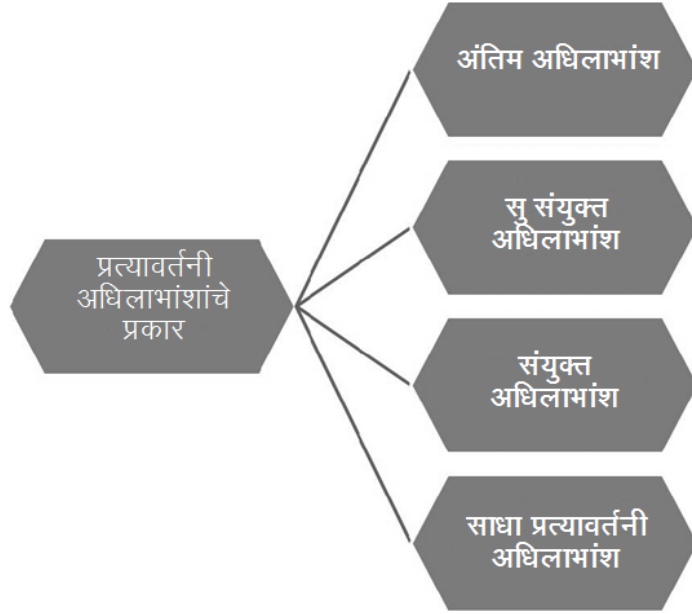 अंतिम अधिलाभांश
सु संयुक्त
अधिलाभांश
प्रत्यावर्तनी
अधिलाभांशांचे
प्रकार
संयुक्त
अधिलाभांश
साधा प्रत्यावर्तनी
अधिलाभांश